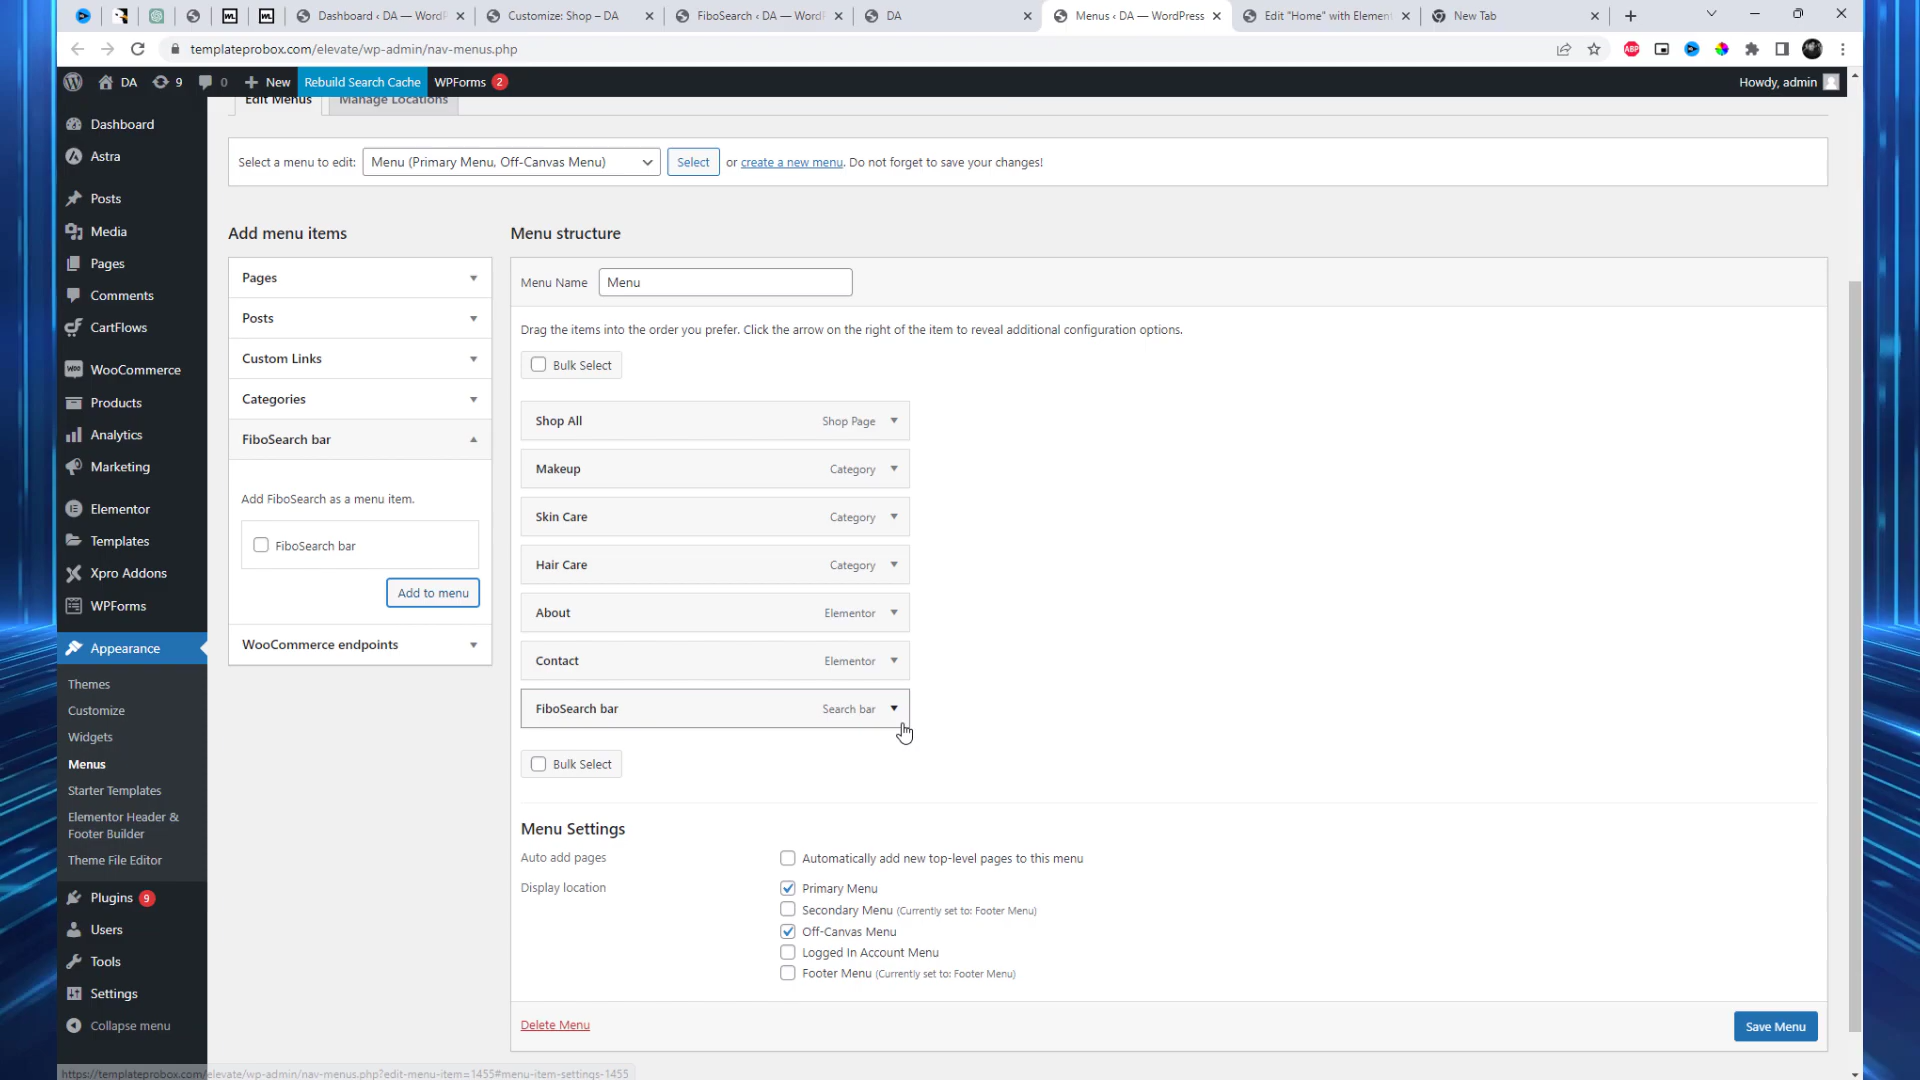 Dashboard ‹ DA — WordP
Customize: Shop – DA
FiboSearch ‹ DA — WordP
DA
Menus ‹ DA — WordPress
Edit "Home" with Elemen
New Tab
templateprobox.com/elevate/wp-admin/nav-menus.php
ABP
DA
9
0
New
Rebuild Search Cache
WPForms 2
Howdy, admin
Dashboard
Astra
Posts
Media
Pages
Comments
CartFlows
WooCommerce
Products
Analytics
Marketing
Elementor
Templates
Xpro Addons
WPForms
Appearance
Themes
Customize
Widgets
Menus
Starter Templates
Elementor Header &
Footer Builder
Theme File Editor
Plugins 9
Users
Tools
Settings
Collapse menu
Edit Menus
Manage Locations
Select a menu to edit:
Menu (Primary Menu, Off-Canvas Menu)
Select
or create a new menu. Do not forget to save your changes!
Add menu items
Pages
Posts
Custom Links
Categories
FiboSearch bar
Add FiboSearch as a menu item.
FiboSearch bar
Add to menu
WooCommerce endpoints
Menu structure
Menu Name
Menu
Drag the items into the order you prefer. Click the arrow on the right of the item to reveal additional configuration options.
Bulk Select
Shop All
Shop Page
Makeup
Category
Skin Care
Category
Hair Care
Category
About
Elementor
Contact
Elementor
FiboSearch bar
Search bar
Bulk Select
Menu Settings
Auto add pages
Automatically add new top-level pages to this menu
Display location
Primary Menu
Secondary Menu (Currently set to: Footer Menu)
Off-Canvas Menu
Logged In Account Menu
Footer Menu (Currently set to: Footer Menu)
Delete Menu
Save Menu
https://templateprobox.com/elevate/wp-admin/nav-menus.php?edit-menu-item=1455#menu-item-settings-1455